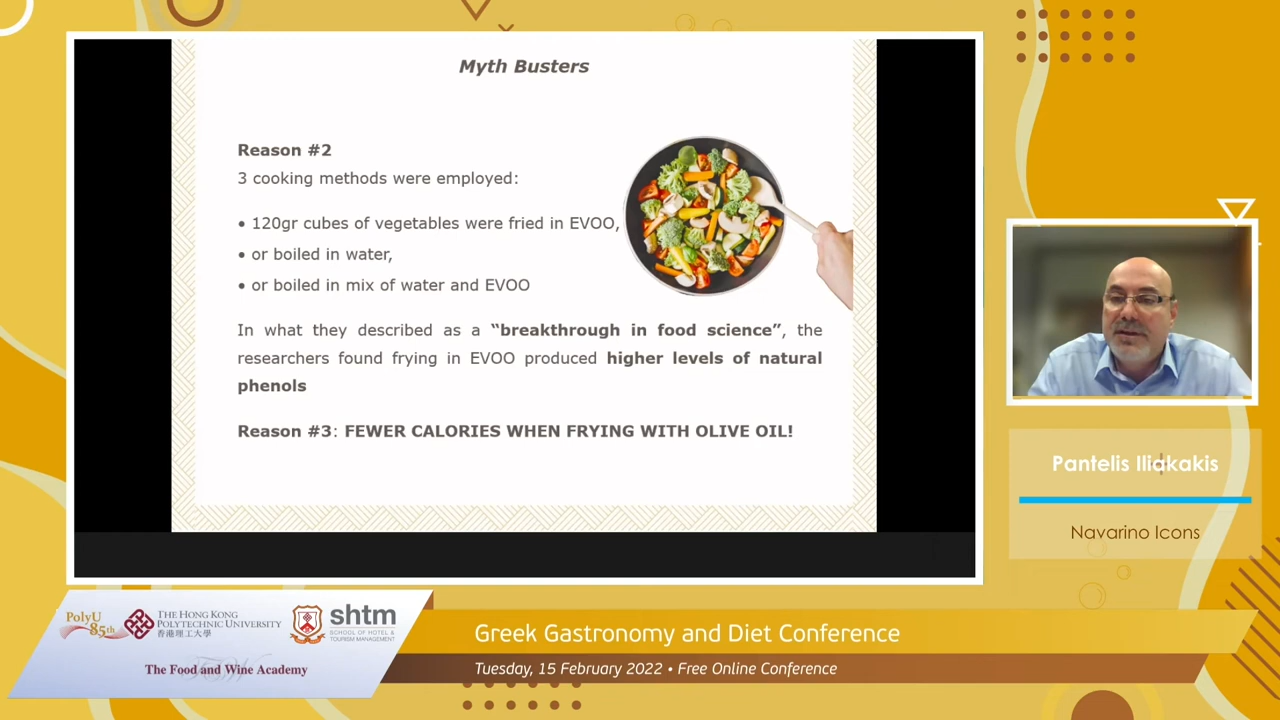 Myth Busters
Reason #2
3 cooking methods were employed:
• 120gr cubes of vegetables were fried in EVOO,
• or boiled in water,
• or boiled in mix of water and EVOO
In what they described as a “breakthrough in food science”, the
researchers found frying in EVOO produced higher levels of natural
phenols
Reason #3: FEWER CALORIES WHEN FRYING WITH OLIVE OIL!
Pantelis Iliakakis
Navarino Icons
PolyU
85th
THE HONG KONG
POLYTECHNIC UNIVERSITY
香港理工大學
shtm
SCHOOL OF HOTEL &
TOURISM MANAGEMENT
The Food and Wine Academy
Greek Gastronomy and Diet Conference
Tuesday, 15 February 2022 • Free Online Conference